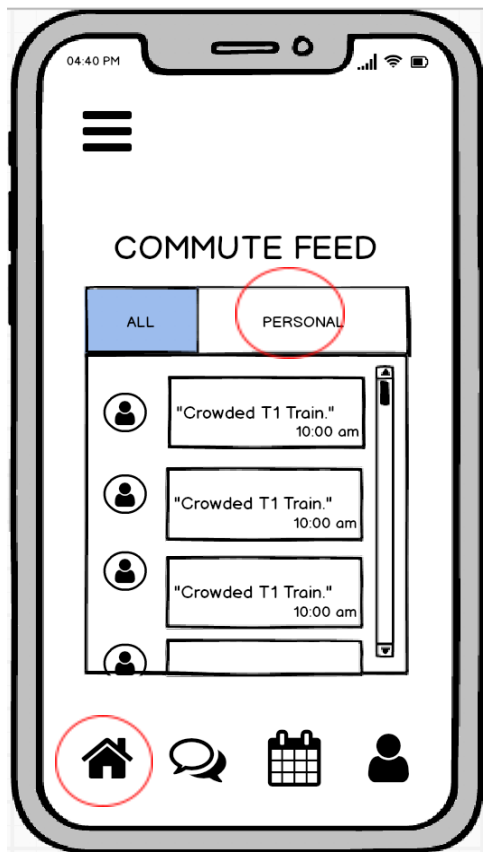 04:40 PM
COMMUTE FEED
ALL PERSONAL
"Crowded T1 Train."
10:00 am
"Crowded T1 Train."
10:00 am
"Crowded T1 Train."
10:00 am